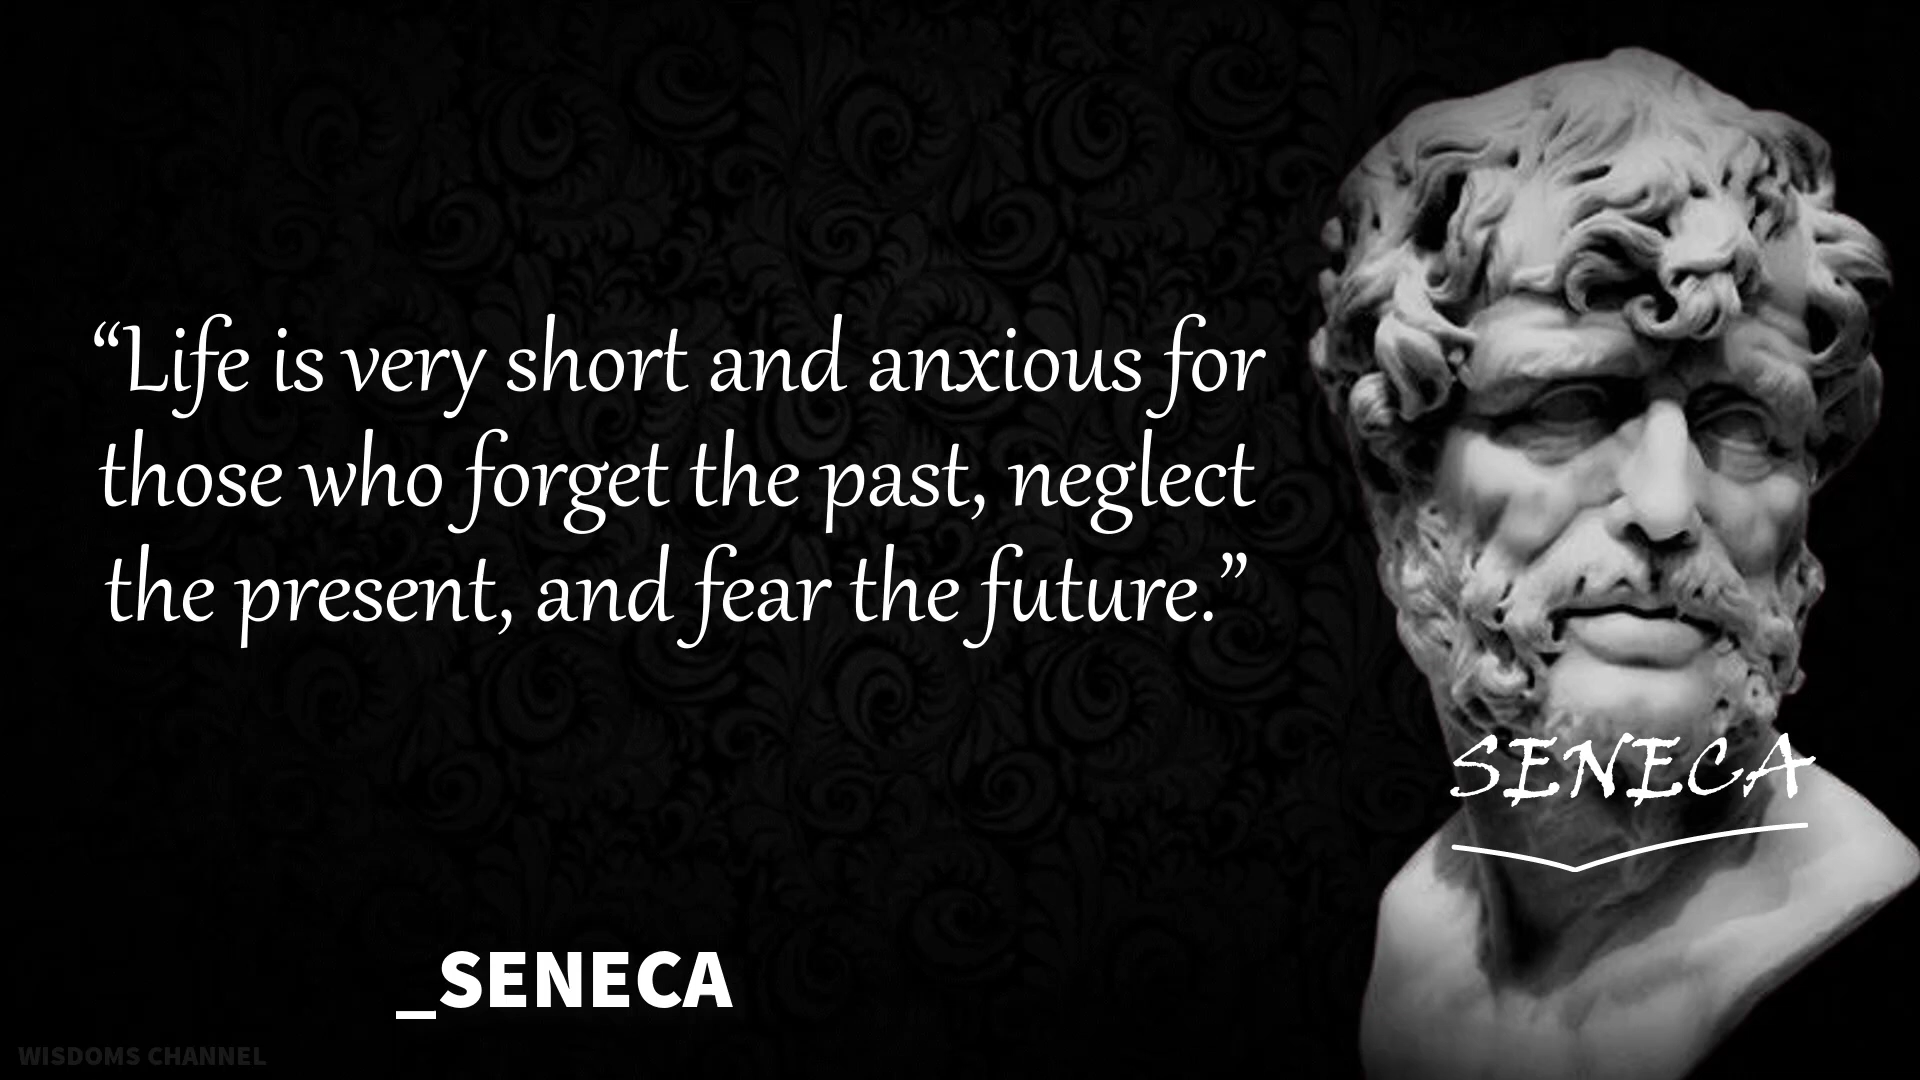 “Life is very short and anxious for
those who forget the past, neglect
the present, and fear the future.”
SENECA
_SENECA
WISDOMS CHANNEL